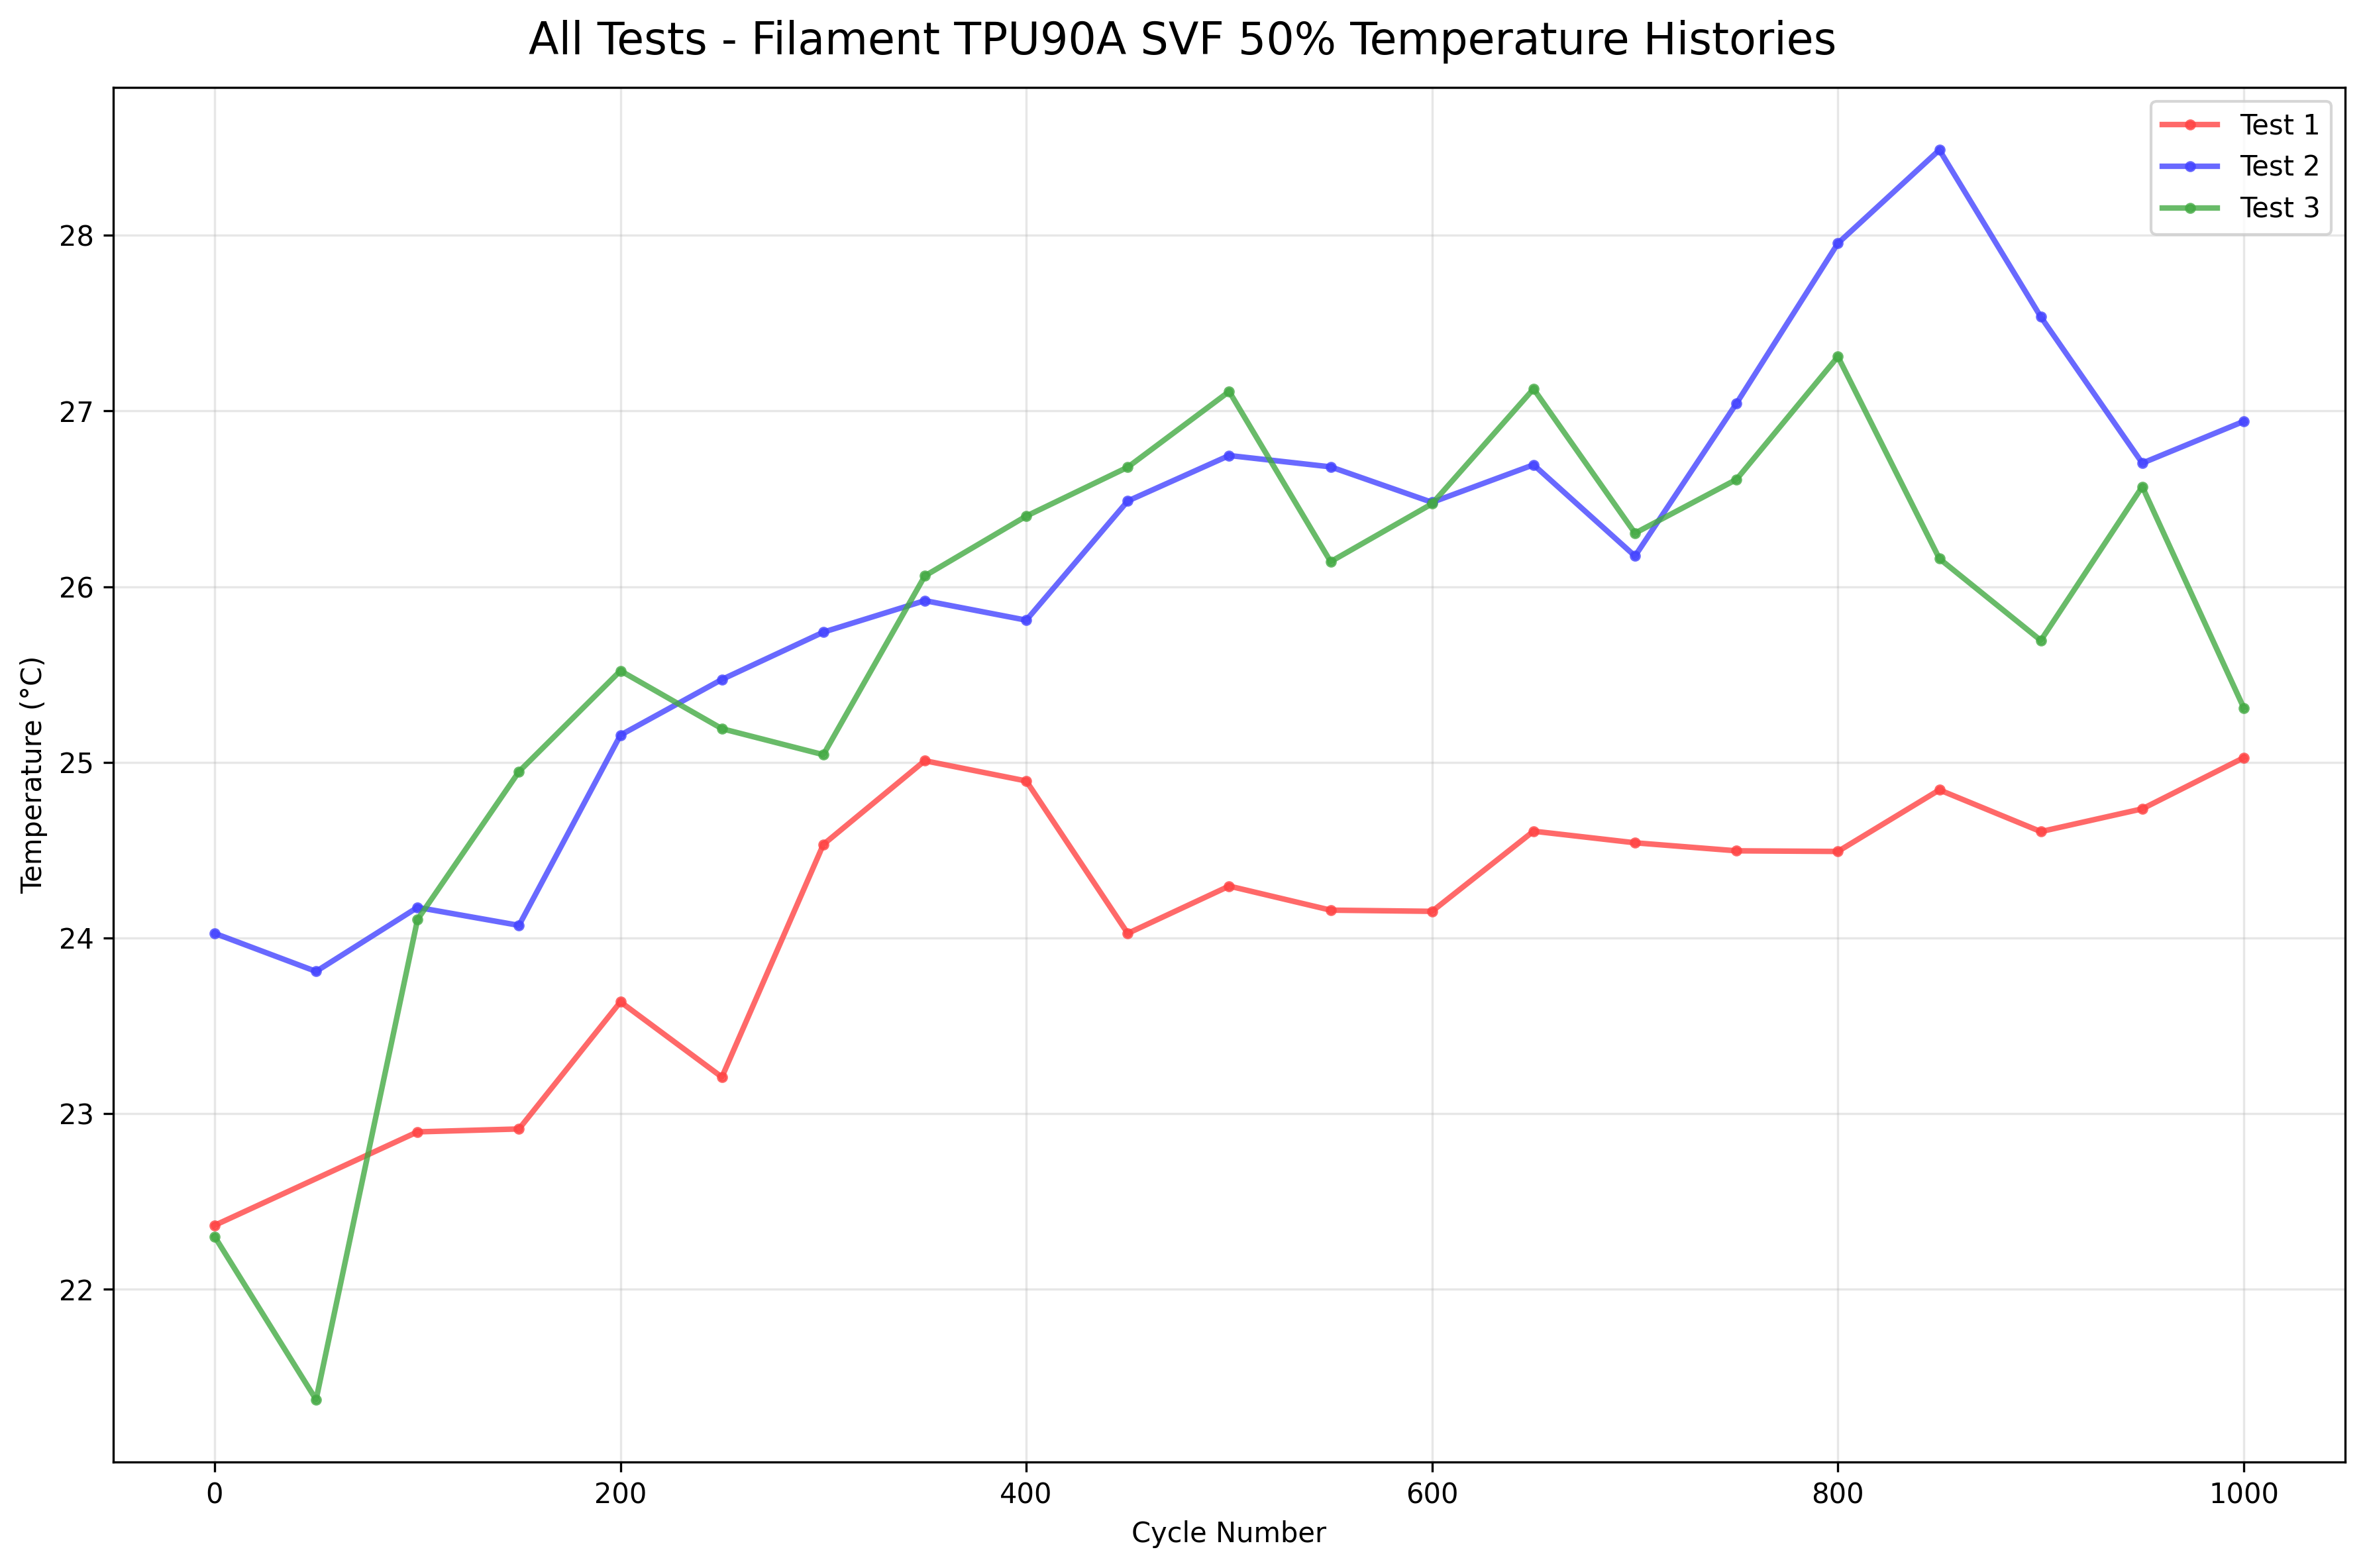 All Tests - Filament TPU90A SVF 50% Temperature Histories
Test 1
Test 2
Test 3
28
27
26
25
24
23
22
Temperature (°C)
0 200 400 600 800 1000
Cycle Number